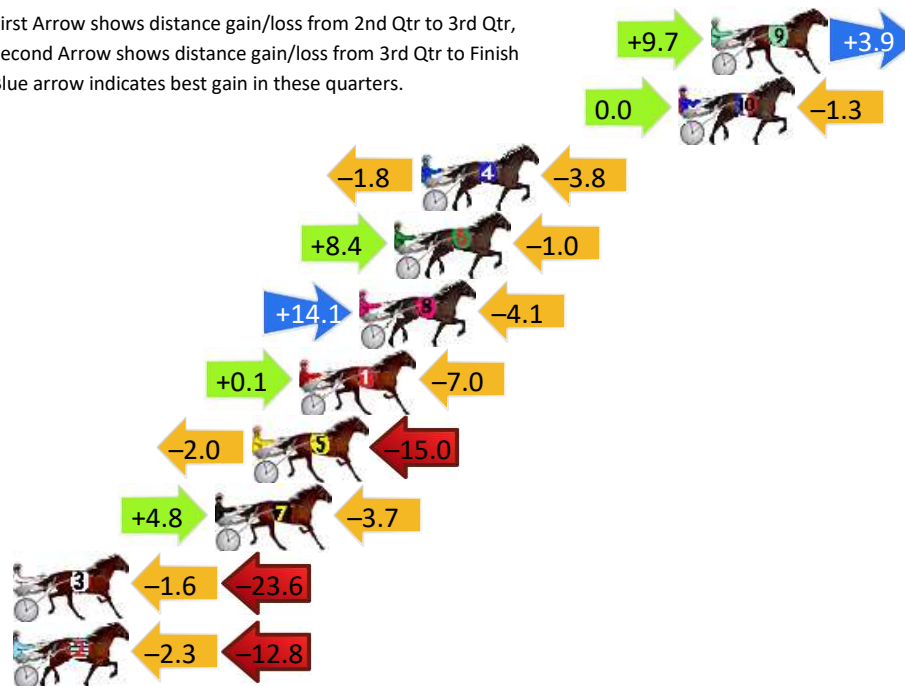 irst Arrow shows distance gain/loss from 2nd Qtr to 3rd Qtr,
econd Arrow shows distance gain/loss from 3rd Qtr to Finish
Blue arrow indicates best gain in these quarters.
+9.7 9 +3.9
0.0 10 −1.3
−1.8 4 −3.8
+8.4 6 −1.0
+14.1 8 −4.1
+0.1 1 −7.0
−2.0 5 −15.0
+4.8 7 −3.7
3 −1.6 −23.6
2 −2.3 −12.8